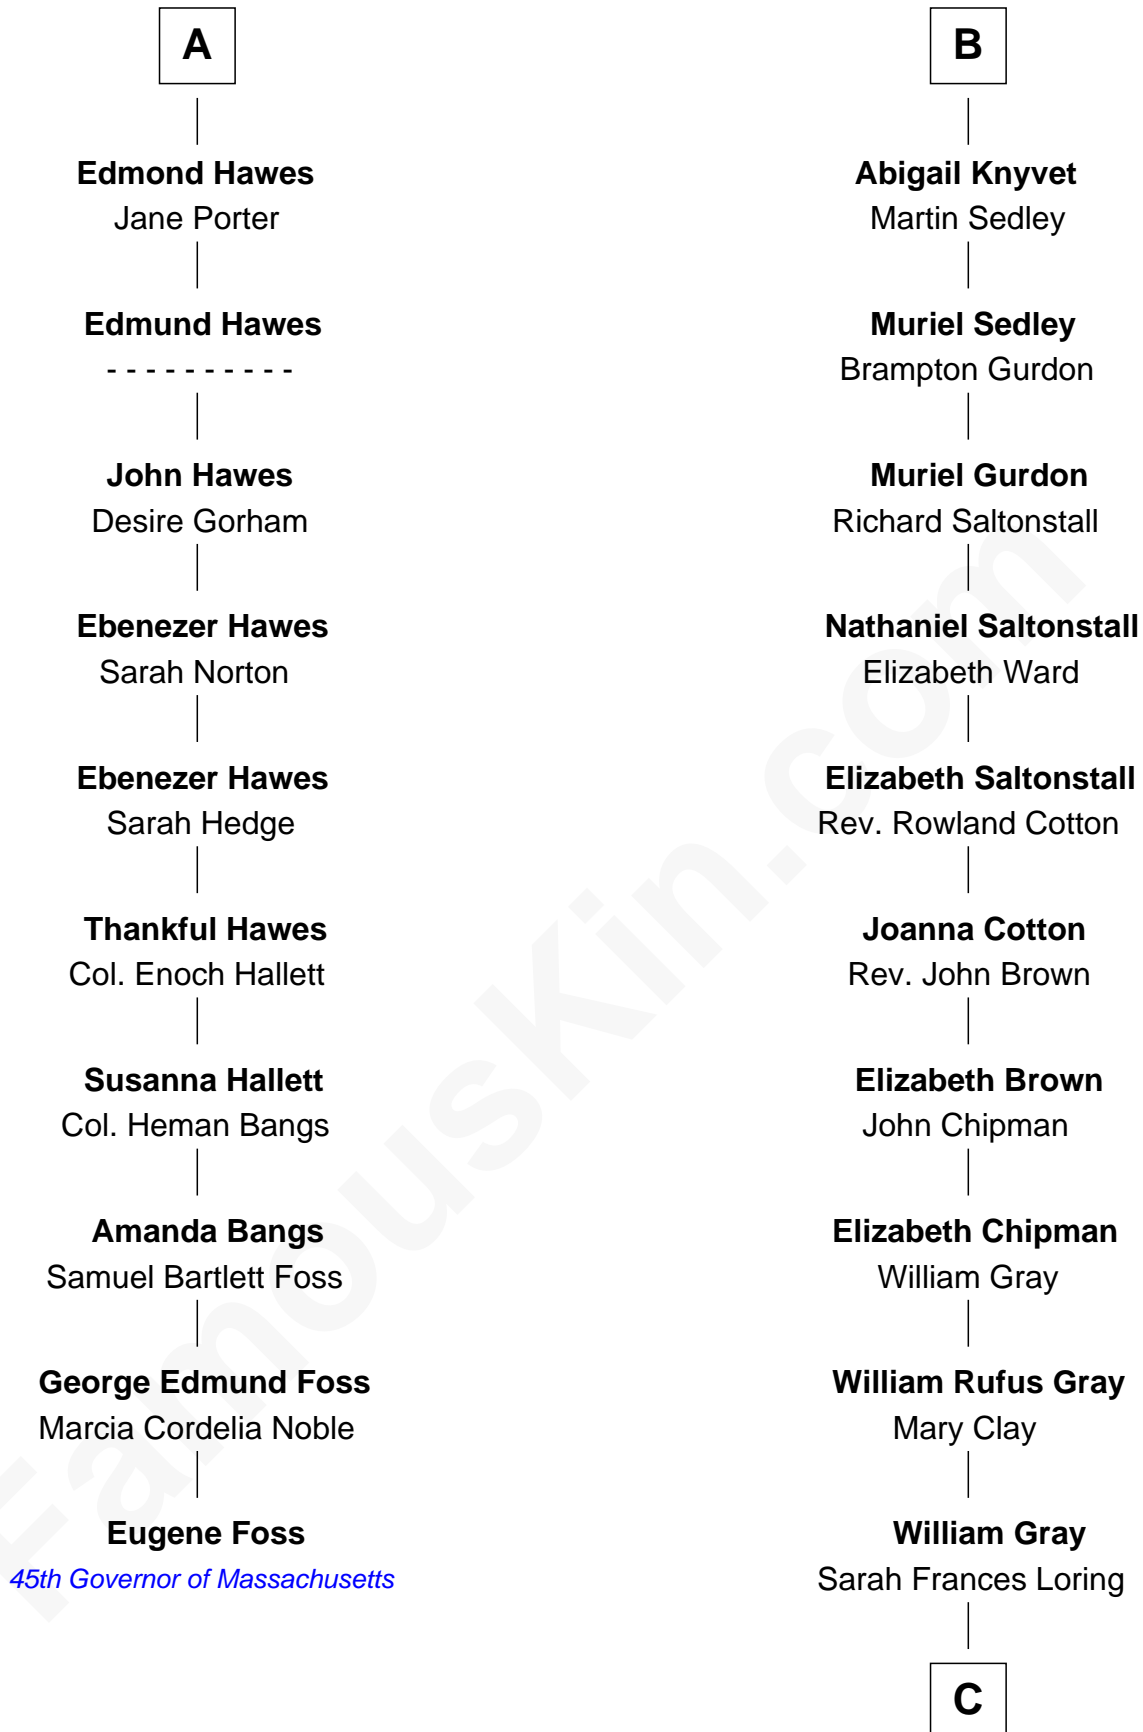 A
Edmond Hawes
Jane Porter
Edmund Hawes
- - - - - - - - - -
John Hawes
Desire Gorham
Ebenezer Hawes
Sarah Norton
Ebenezer Hawes
Sarah Hedge
Thankful Hawes
Col. Enoch Hallett
Susanna Hallett
Col. Heman Bangs
Amanda Bangs
Samuel Bartlett Foss
George Edmund Foss
Marcia Cordelia Noble
Eugene Foss
45th Governor of Massachusetts
B
Abigail Knyvet
Martin Sedley
Muriel Sedley
Brampton Gurdon
Muriel Gurdon
Richard Saltonstall
Nathaniel Saltonstall
Elizabeth Ward
Elizabeth Saltonstall
Rev. Rowland Cotton
Joanna Cotton
Rev. John Brown
Elizabeth Brown
John Chipman
Elizabeth Chipman
William Gray
William Rufus Gray
Mary Clay
William Gray
Sarah Frances Loring
C
FamousKin.com